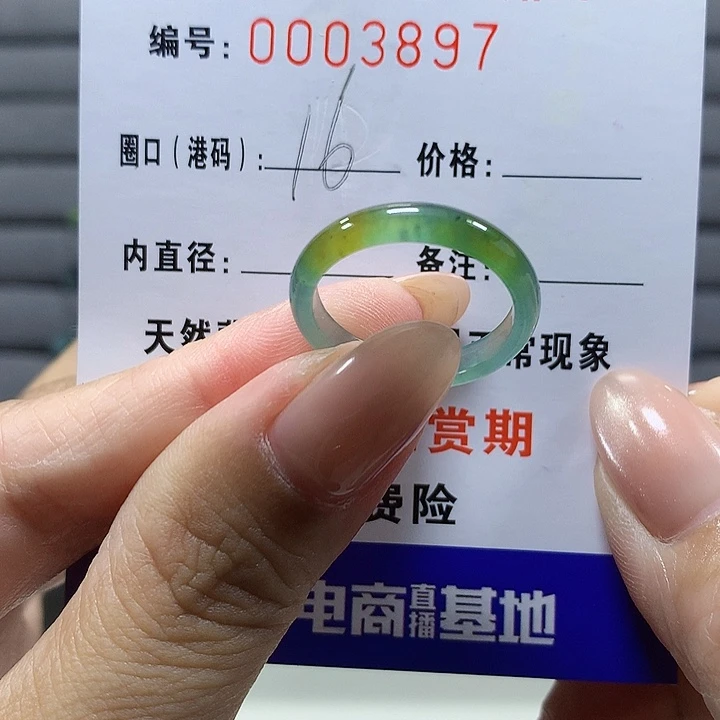 编号: 0003897
圈口(港码): 16 价格:
内直径: 备注:
天然 常现象
赏期
费险
电商直播基地